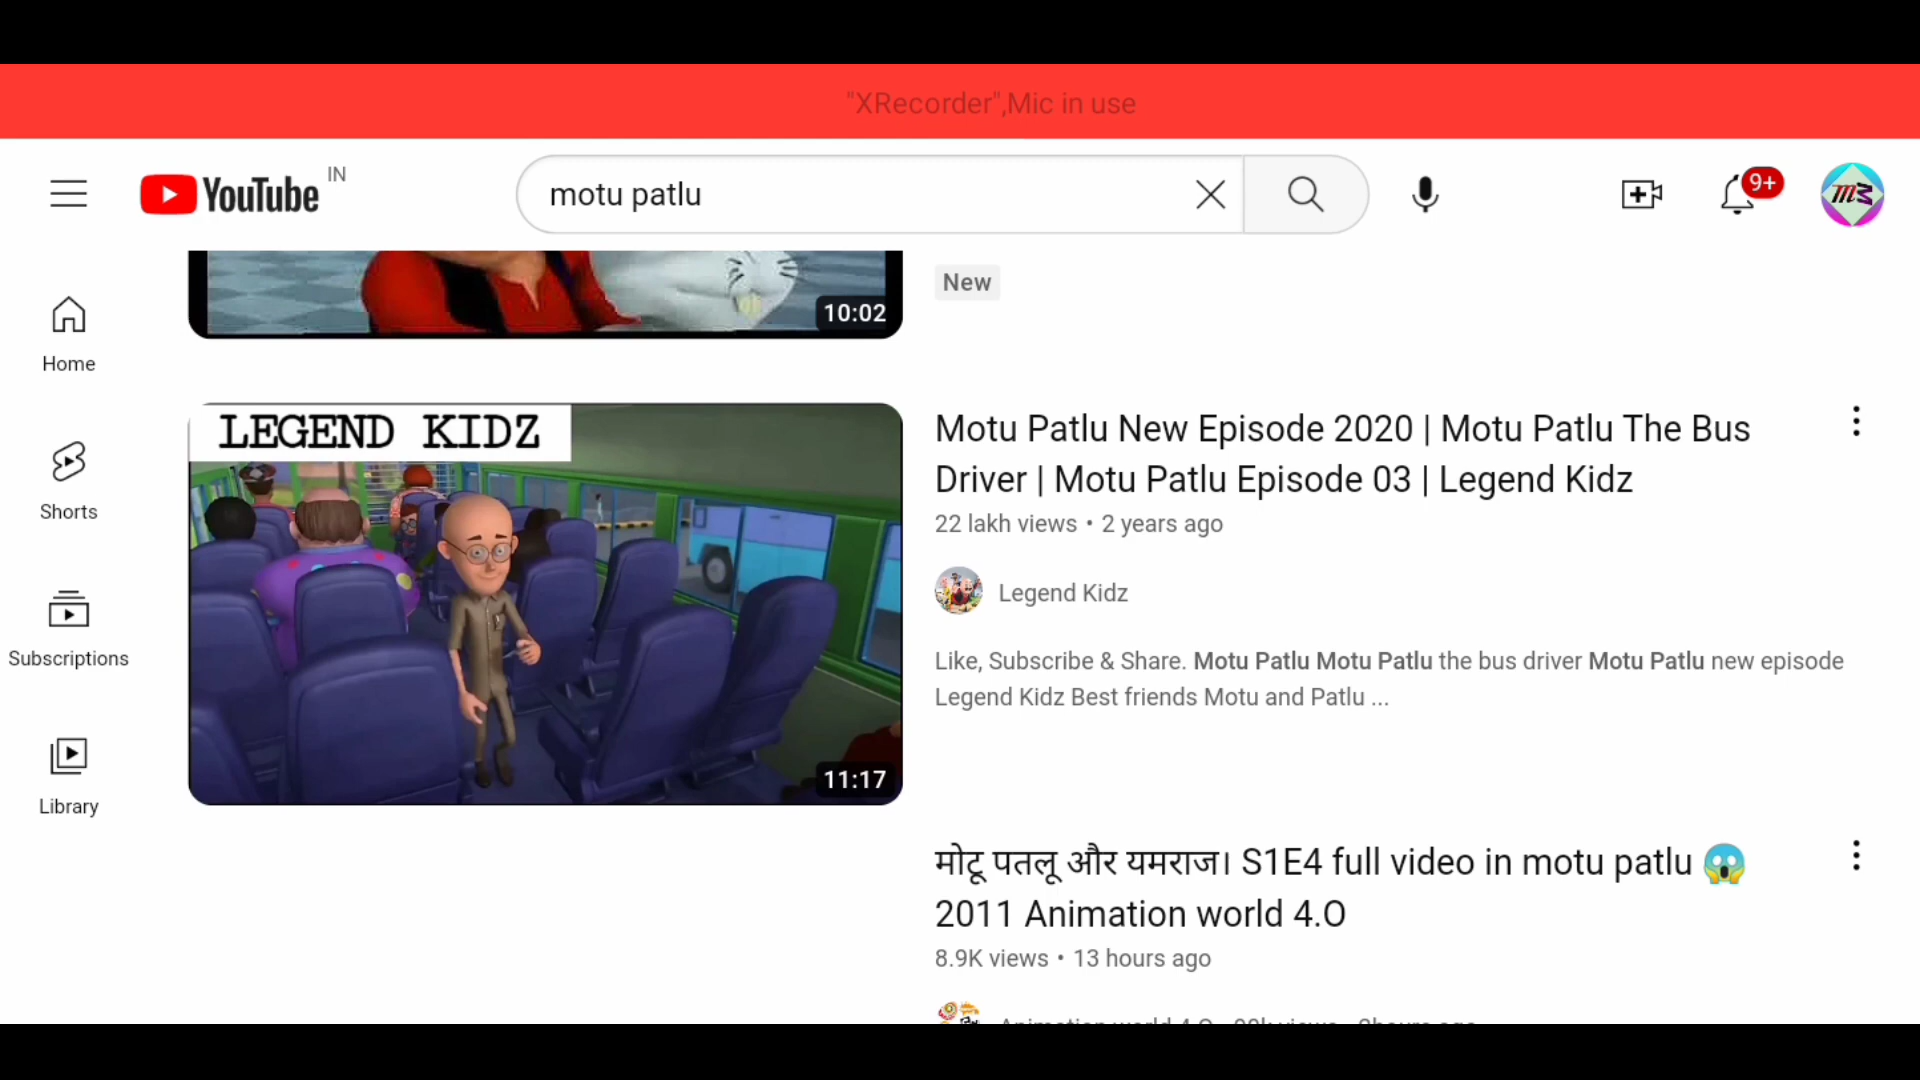 "XRecorder",Mic in use
YouTube IN
motu patlu
9+
Home
Shorts
Subscriptions
Library
10:02
New
LEGEND KIDZ
11:17
Motu Patlu New Episode 2020 | Motu Patlu The Bus
Driver | Motu Patlu Episode 03 | Legend Kidz
22 lakh views • 2 years ago
Legend Kidz
Like, Subscribe & Share. Motu Patlu Motu Patlu the bus driver Motu Patlu new episode
Legend Kidz Best friends Motu and Patlu ...
मोटू पतलू और यमराज। S1E4 full video in motu patlu 😱
2011 Animation world 4.O
8.9K views • 13 hours ago